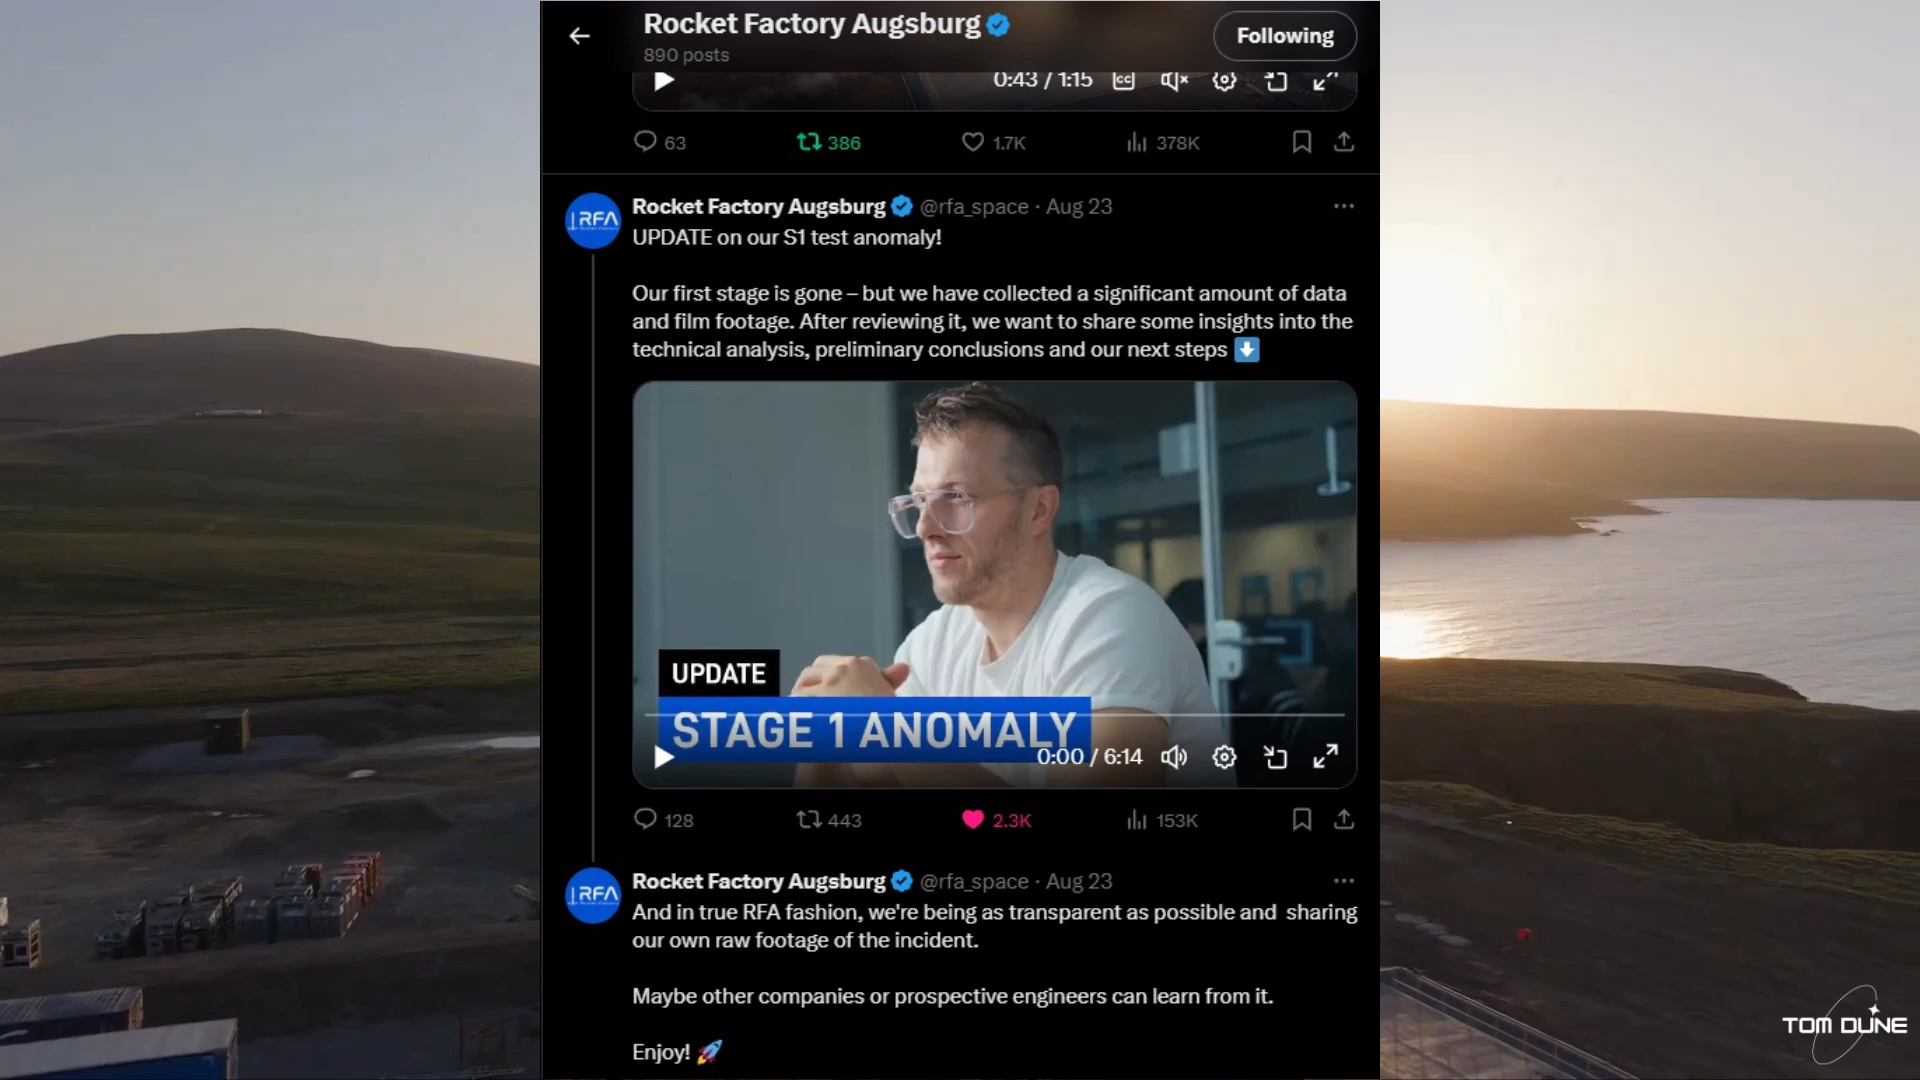 Rocket Factory Augsburg
Following
890 posts
0:43 / 1:15
CC
63
386
1.7K
378K
RFA
Rocket Factory Augsburg @rfa_space · Aug 23
UPDATE on our S1 test anomaly!
Our first stage is gone – but we have collected a significant amount of data
and film footage. After reviewing it, we want to share some insights into the
technical analysis, preliminary conclusions and our next steps
UPDATE
STAGE 1 ANOMALY
0:00 / 6:14
128
443
2.3K
153K
RFA
Rocket Factory Augsburg @rfa_space · Aug 23
And in true RFA fashion, we're being as transparent as possible and sharing
our own raw footage of the incident.
Maybe other companies or prospective engineers can learn from it.
Enjoy! 🚀
TOM DUNE